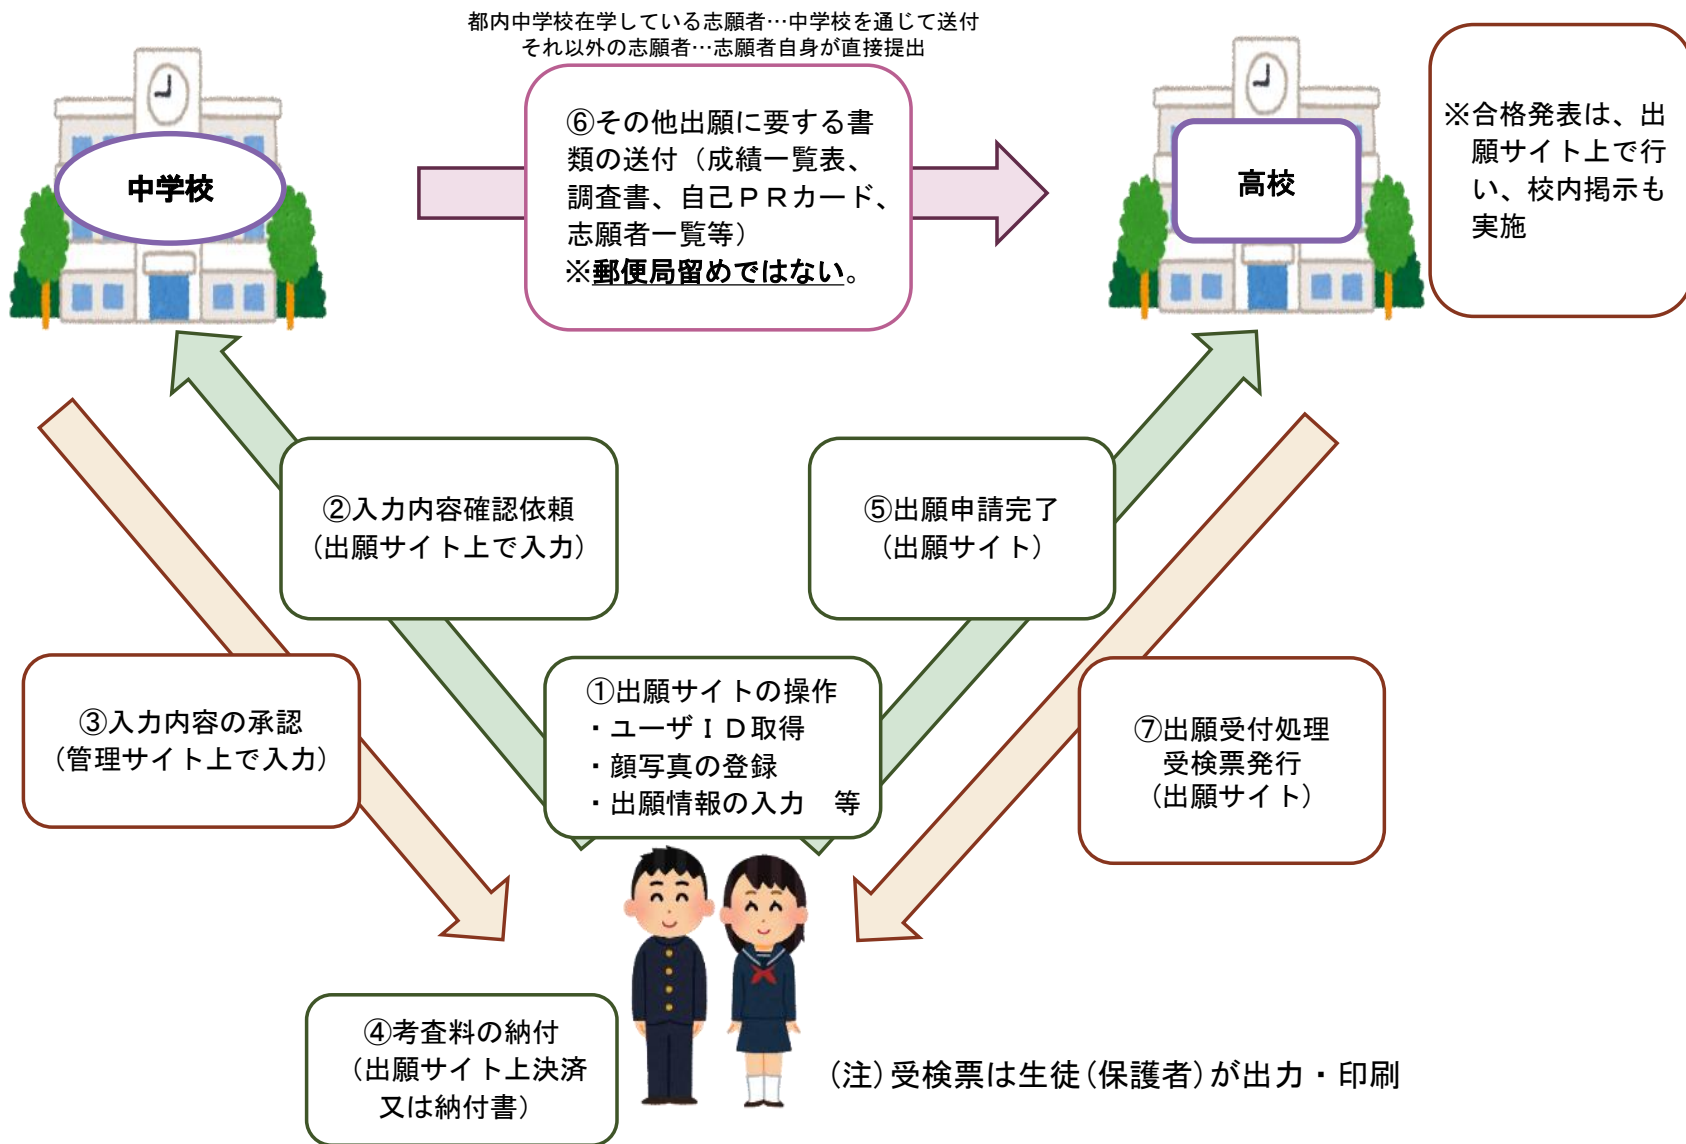 都内中学校在学している志願者…中学校を通じて送付
それ以外の志願者…志願者自身が直接提出
中学校
⑥その他出願に要する書
類の送付（成績一覧表、
調査書、自己ＰＲカード、
志願者一覧等）
※郵便局留めではない。
高校
※合格発表は、出
願サイト上で行
い、校内掲示も
実施
②入力内容確認依頼
（出願サイト上で入力）
⑤出願申請完了
（出願サイト）
③入力内容の承認
（管理サイト上で入力）
①出願サイトの操作
・ユーザＩＤ取得
・顔写真の登録
・出願情報の入力　等
⑦出願受付処理
受検票発行
（出願サイト）
④考査料の納付
（出願サイト上決済
又は納付書）
（注）受検票は生徒（保護者）が出力・印刷